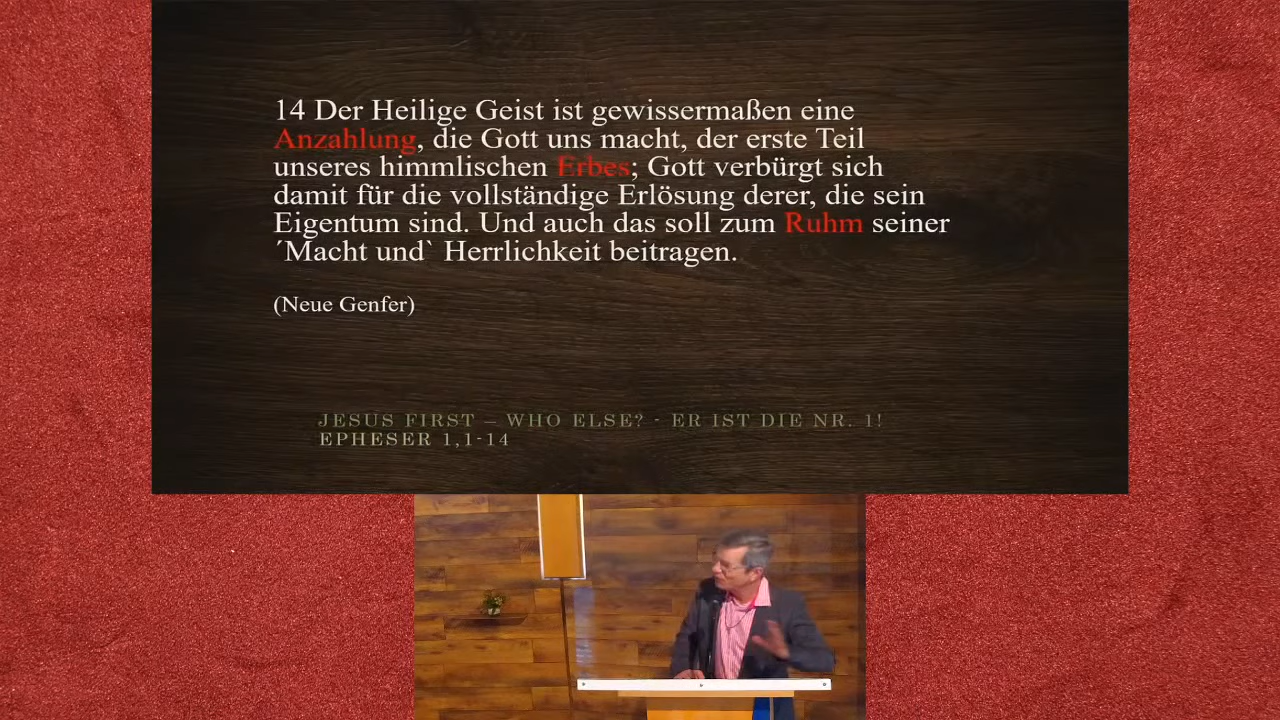 14 Der Heilige Geist ist gewissermaßen eine
Anzahlung, die Gott uns macht, der erste Teil
unseres himmlischen Erbes; Gott verbürgt sich
damit für die vollständige Erlösung derer, die sein
Eigentum sind. Und auch das soll zum Ruhm seiner
´Macht und` Herrlichkeit beitragen.
(Neue Genfer)
JESUS FIRST – WHO ELSE? - ER IST DIE NR. 1!
EPHESER 1,1-14